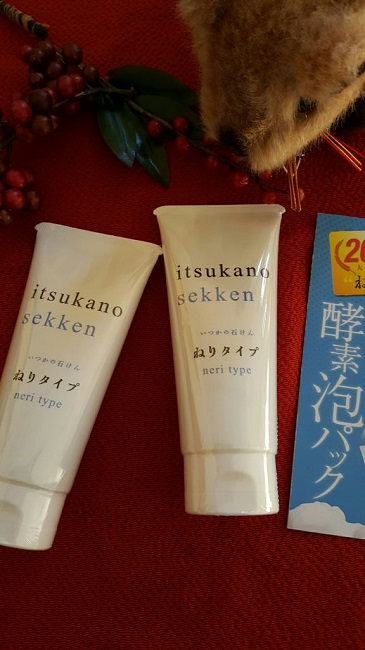 itsukano
sekken
いつかの石けん
ねりタイプ
neri type
itsukano
sekken
いつかの石けん
ねりタイプ
neri type
20
酵素
泡パック